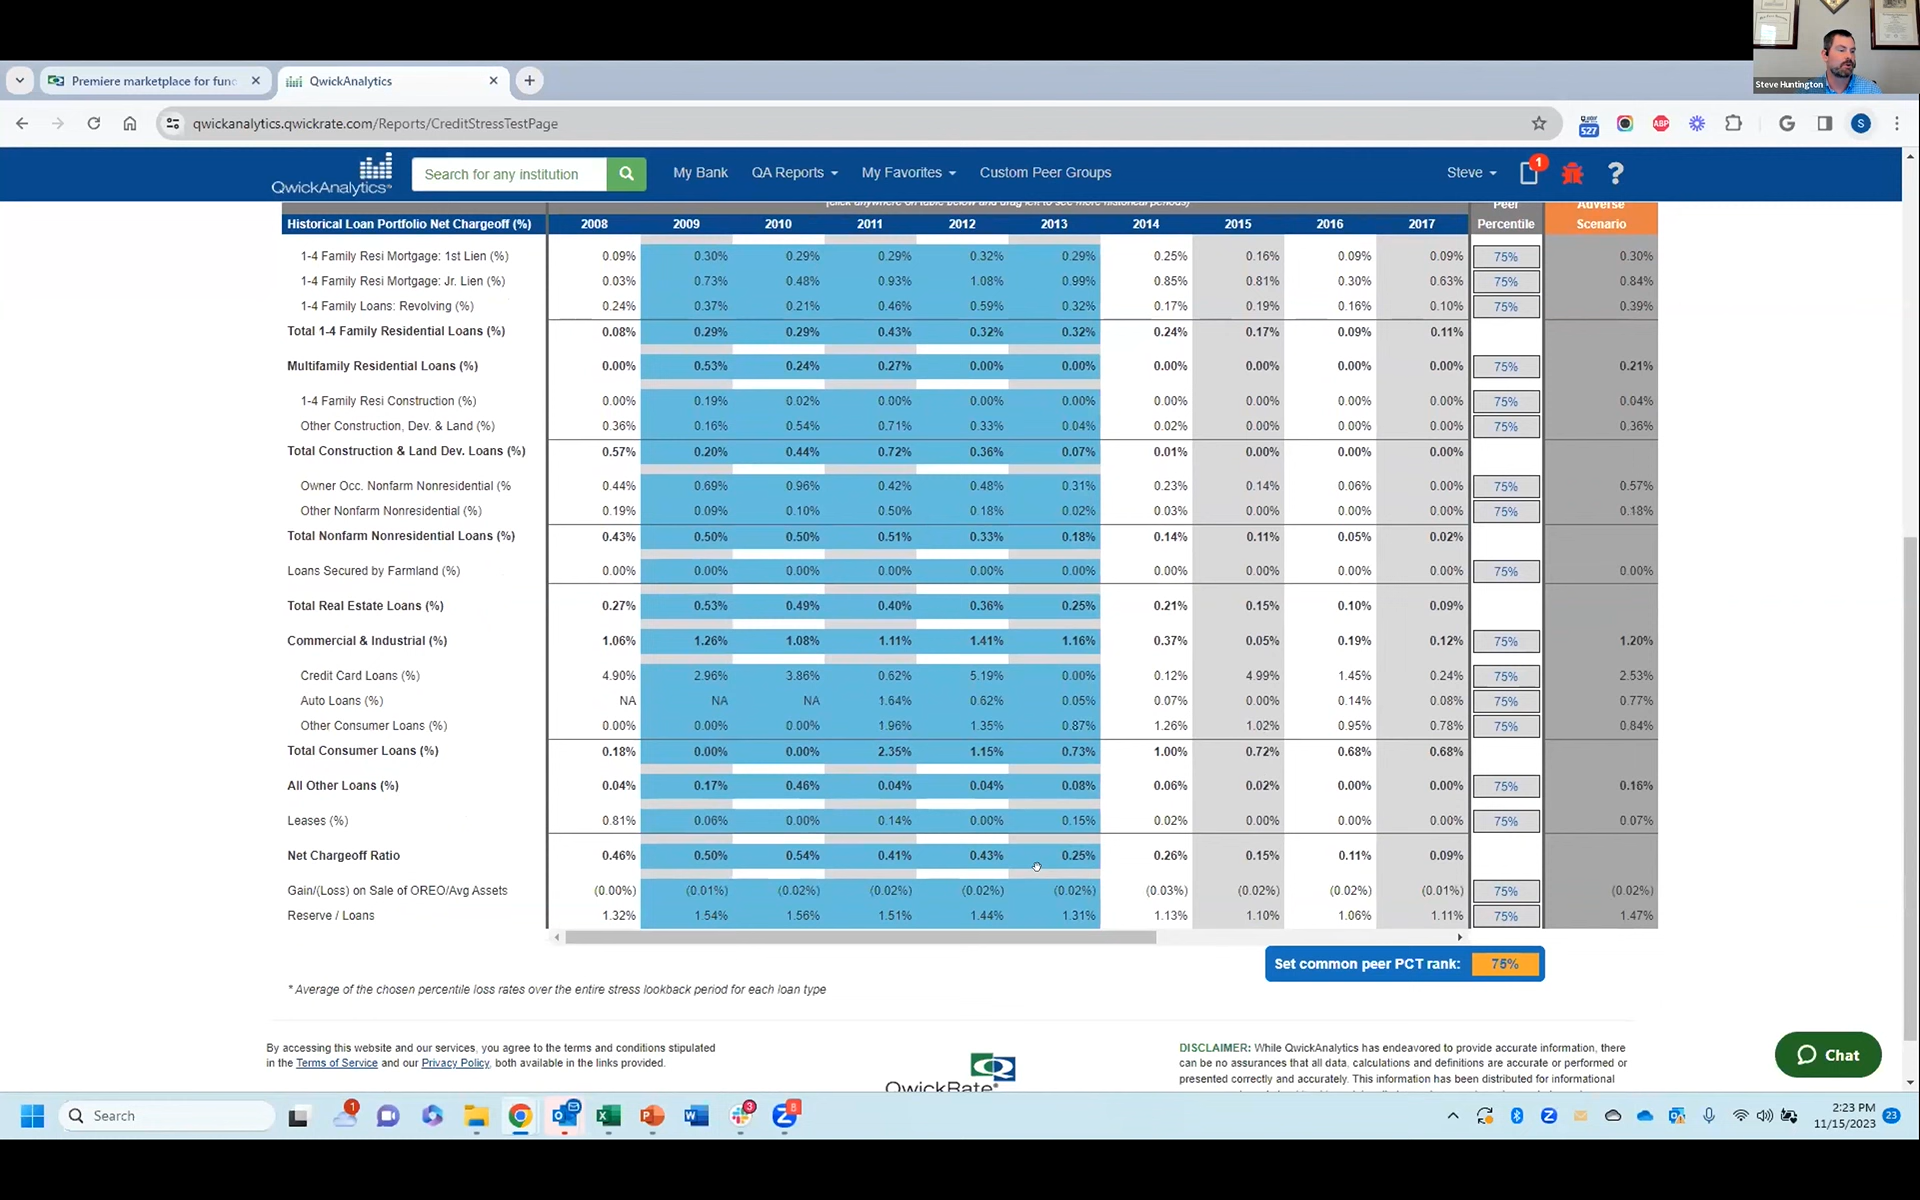 Steve Huntington
Premiere marketplace for func
QwickAnalytics
qwickanalytics.qwickrate.com/Reports/CreditStressTestPage
527
ABP
S
QwickAnalytics
Search for any institution
My Bank
QA Reports
My Favorites
Custom Peer Groups
Steve
1
?
(click anywhere on table below and drag left to see more historical periods)
Peer Percentile
Adverse Scenario
Historical Loan Portfolio Net Chargeoff (%) 2008 2009 2010 2011 2012 2013 2014 2015 2016 2017
1-4 Family Resi Mortgage: 1st Lien (%) 0.09% 0.30% 0.29% 0.29% 0.32% 0.29% 0.25% 0.16% 0.09% 0.09% 75% 0.30%
1-4 Family Resi Mortgage: Jr. Lien (%) 0.03% 0.73% 0.48% 0.93% 1.08% 0.99% 0.85% 0.81% 0.30% 0.63% 75% 0.84%
1-4 Family Loans: Revolving (%) 0.24% 0.37% 0.21% 0.46% 0.59% 0.32% 0.17% 0.19% 0.16% 0.10% 75% 0.39%
Total 1-4 Family Residential Loans (%) 0.08% 0.29% 0.29% 0.43% 0.32% 0.32% 0.24% 0.17% 0.09% 0.11%
Multifamily Residential Loans (%) 0.00% 0.53% 0.24% 0.27% 0.00% 0.00% 0.00% 0.00% 0.00% 0.00% 75% 0.21%
1-4 Family Resi Construction (%) 0.00% 0.19% 0.02% 0.00% 0.00% 0.00% 0.00% 0.00% 0.00% 0.00% 75% 0.04%
Other Construction, Dev. & Land (%) 0.36% 0.16% 0.54% 0.71% 0.33% 0.04% 0.02% 0.00% 0.00% 0.00% 75% 0.36%
Total Construction & Land Dev. Loans (%) 0.57% 0.20% 0.44% 0.72% 0.36% 0.07% 0.01% 0.00% 0.00% 0.00%
Owner Occ. Nonfarm Nonresidential (% 0.44% 0.69% 0.96% 0.42% 0.48% 0.31% 0.23% 0.14% 0.06% 0.00% 75% 0.57%
Other Nonfarm Nonresidential (%) 0.19% 0.09% 0.10% 0.50% 0.18% 0.02% 0.03% 0.00% 0.00% 0.00% 75% 0.18%
Total Nonfarm Nonresidential Loans (%) 0.43% 0.50% 0.50% 0.51% 0.33% 0.18% 0.14% 0.11% 0.05% 0.02%
Loans Secured by Farmland (%) 0.00% 0.00% 0.00% 0.00% 0.00% 0.00% 0.00% 0.00% 0.00% 0.00% 75% 0.00%
Total Real Estate Loans (%) 0.27% 0.53% 0.49% 0.40% 0.36% 0.25% 0.21% 0.15% 0.10% 0.09%
Commercial & Industrial (%) 1.06% 1.26% 1.08% 1.11% 1.41% 1.16% 0.37% 0.05% 0.19% 0.12% 75% 1.20%
Credit Card Loans (%) 4.90% 2.96% 3.86% 0.62% 5.19% 0.00% 0.12% 4.99% 1.45% 0.24% 75% 2.53%
Auto Loans (%) NA NA NA 1.64% 0.62% 0.05% 0.07% 0.00% 0.14% 0.08% 75% 0.77%
Other Consumer Loans (%) 0.00% 0.00% 0.00% 1.96% 1.35% 0.87% 1.26% 1.02% 0.95% 0.78% 75% 0.84%
Total Consumer Loans (%) 0.18% 0.00% 0.00% 2.35% 1.15% 0.73% 1.00% 0.72% 0.68% 0.68%
All Other Loans (%) 0.04% 0.17% 0.46% 0.04% 0.04% 0.08% 0.06% 0.02% 0.00% 0.00% 75% 0.16%
Leases (%) 0.81% 0.06% 0.00% 0.14% 0.00% 0.15% 0.02% 0.00% 0.00% 0.00% 75% 0.07%
Net Chargeoff Ratio 0.46% 0.50% 0.54% 0.41% 0.43% 0.25% 0.26% 0.15% 0.11% 0.09%
Gain/(Loss) on Sale of OREO/Avg Assets (0.00%) (0.01%) (0.02%) (0.02%) (0.02%) (0.02%) (0.03%) (0.02%) (0.02%) (0.01%) 75% (0.02%)
Reserve / Loans 1.32% 1.54% 1.56% 1.51% 1.44% 1.31% 1.13% 1.10% 1.06% 1.11% 75% 1.47%
Set common peer PCT rank: 75%
* Average of the chosen percentile loss rates over the entire stress lookback period for each loan type
By accessing this website and our services, you agree to the terms and conditions stipulated
in the Terms of Service and our Privacy Policy, both available in the links provided.
QwickRate
DISCLAIMER: While QwickAnalytics has endeavored to provide accurate information, there
can be no assurances that all data, calculations and definitions are accurate or performed or
presented correctly and accurately. This information has been distributed for informational
Chat
Search
1
3
8
2:23 PM
11/15/2023
23